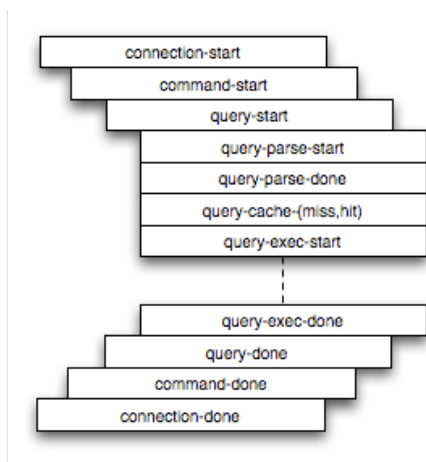 connection-start
command-start
query-start
query-parse-start
query-parse-done
query-cache-{miss,hit)
query-exec-start
query-exec-done
query-done
command-done
connection-done